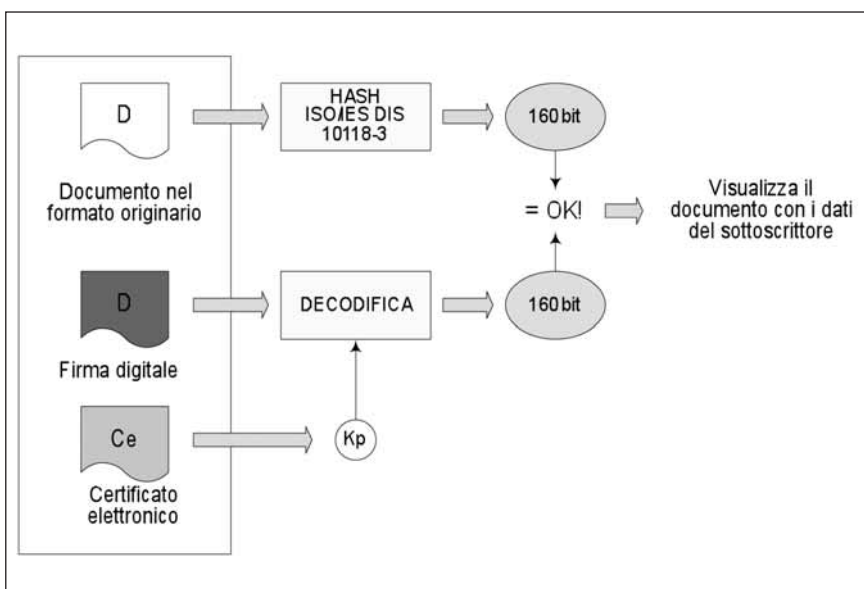 D
HASH
ISO/IES DIS
10118-3
160 bit
Documento nel
formato originario
= OK!
Visualizza il
documento con i dati
del sottoscrittore
D
DECODIFICA
160 bit
Firma digitale
Ce
Kp
Certificato
elettronico